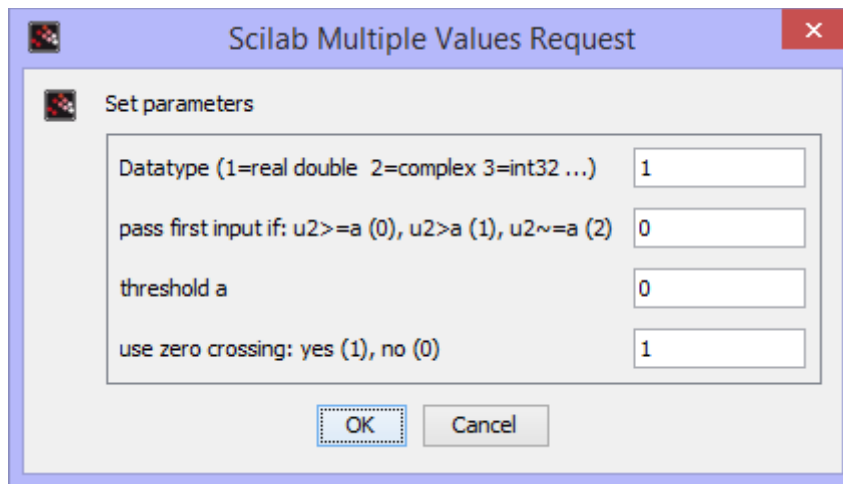 Scilab Multiple Values Request
Set parameters
Datatype (1=real double  2=complex 3=int32 ...) 1
pass first input if: u2>=a (0), u2>a (1), u2~=a (2) 0
threshold a 0
use zero crossing: yes (1), no (0) 1
OK Cancel